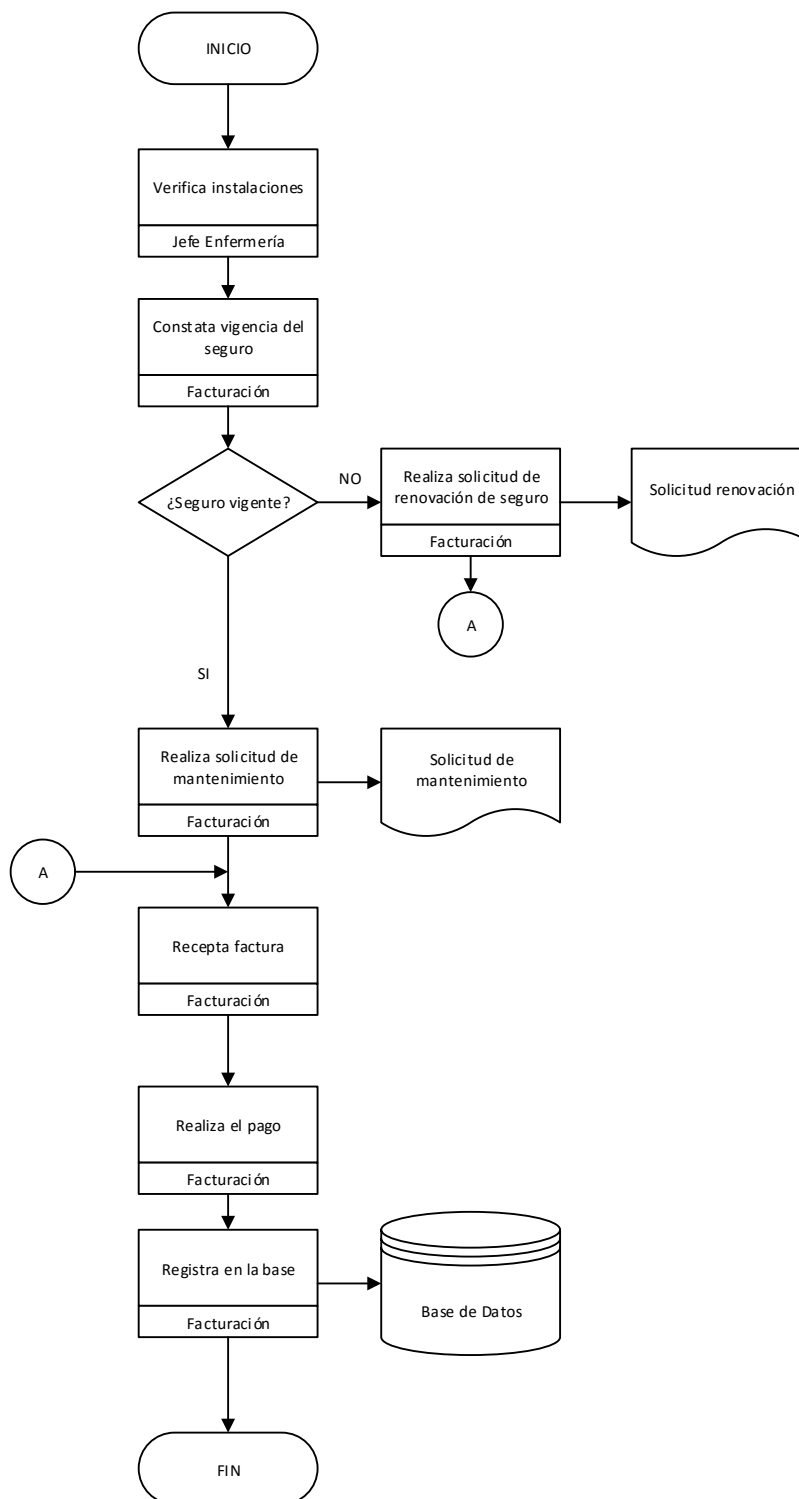 INICIO
Verifica instalaciones
Jefe Enfermería
Constata vigencia del
seguro
Facturación
¿Seguro vigente?
NO
Realiza solicitud de
renovación de seguro
Facturación
Solicitud renovación
A
SI
Realiza solicitud de
mantenimiento
Facturación
Solicitud de
mantenimiento
A
Recepta factura
Facturación
Realiza el pago
Facturación
Registra en la base
Facturación
Base de Datos
FIN